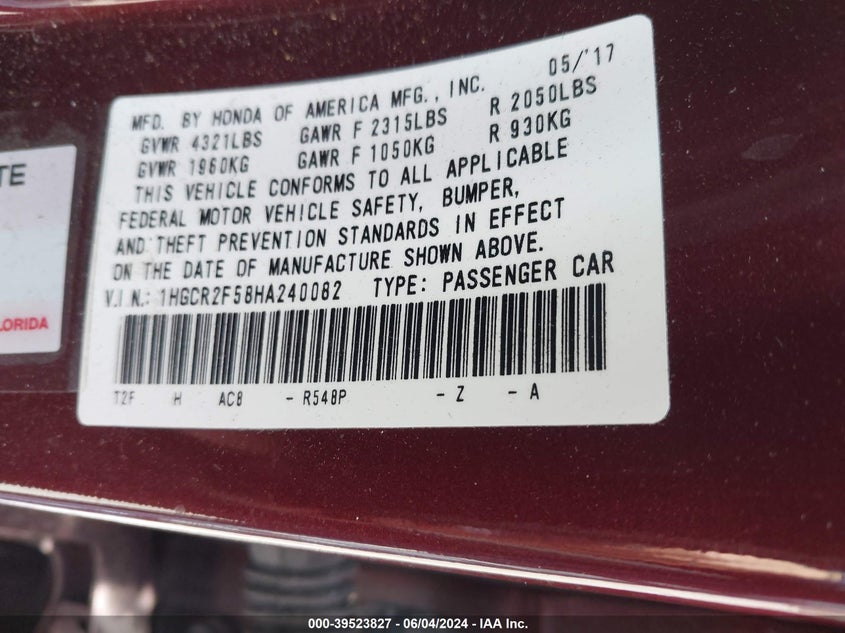 05/'17
MFD. BY HONDA OF AMERICA MFG., INC.
GVWR 4321LBS GAWR F 2315LBS R 2050LBS
GVWR 1960KG GAWR F 1050KG R 930KG
THIS VEHICLE CONFORMS TO ALL APPLICABLE
FEDERAL MOTOR VEHICLE SAFETY, BUMPER,
AND THEFT PREVENTION STANDARDS IN EFFECT
ON THE DATE OF MANUFACTURE SHOWN ABOVE.
V.I.N.: 1HGCR2F58HA240082 TYPE: PASSENGER CAR
T2F H AC8 - R548P - Z - A
TE
LORIDA
000-39523827 - 06/04/2024 - IAA Inc.